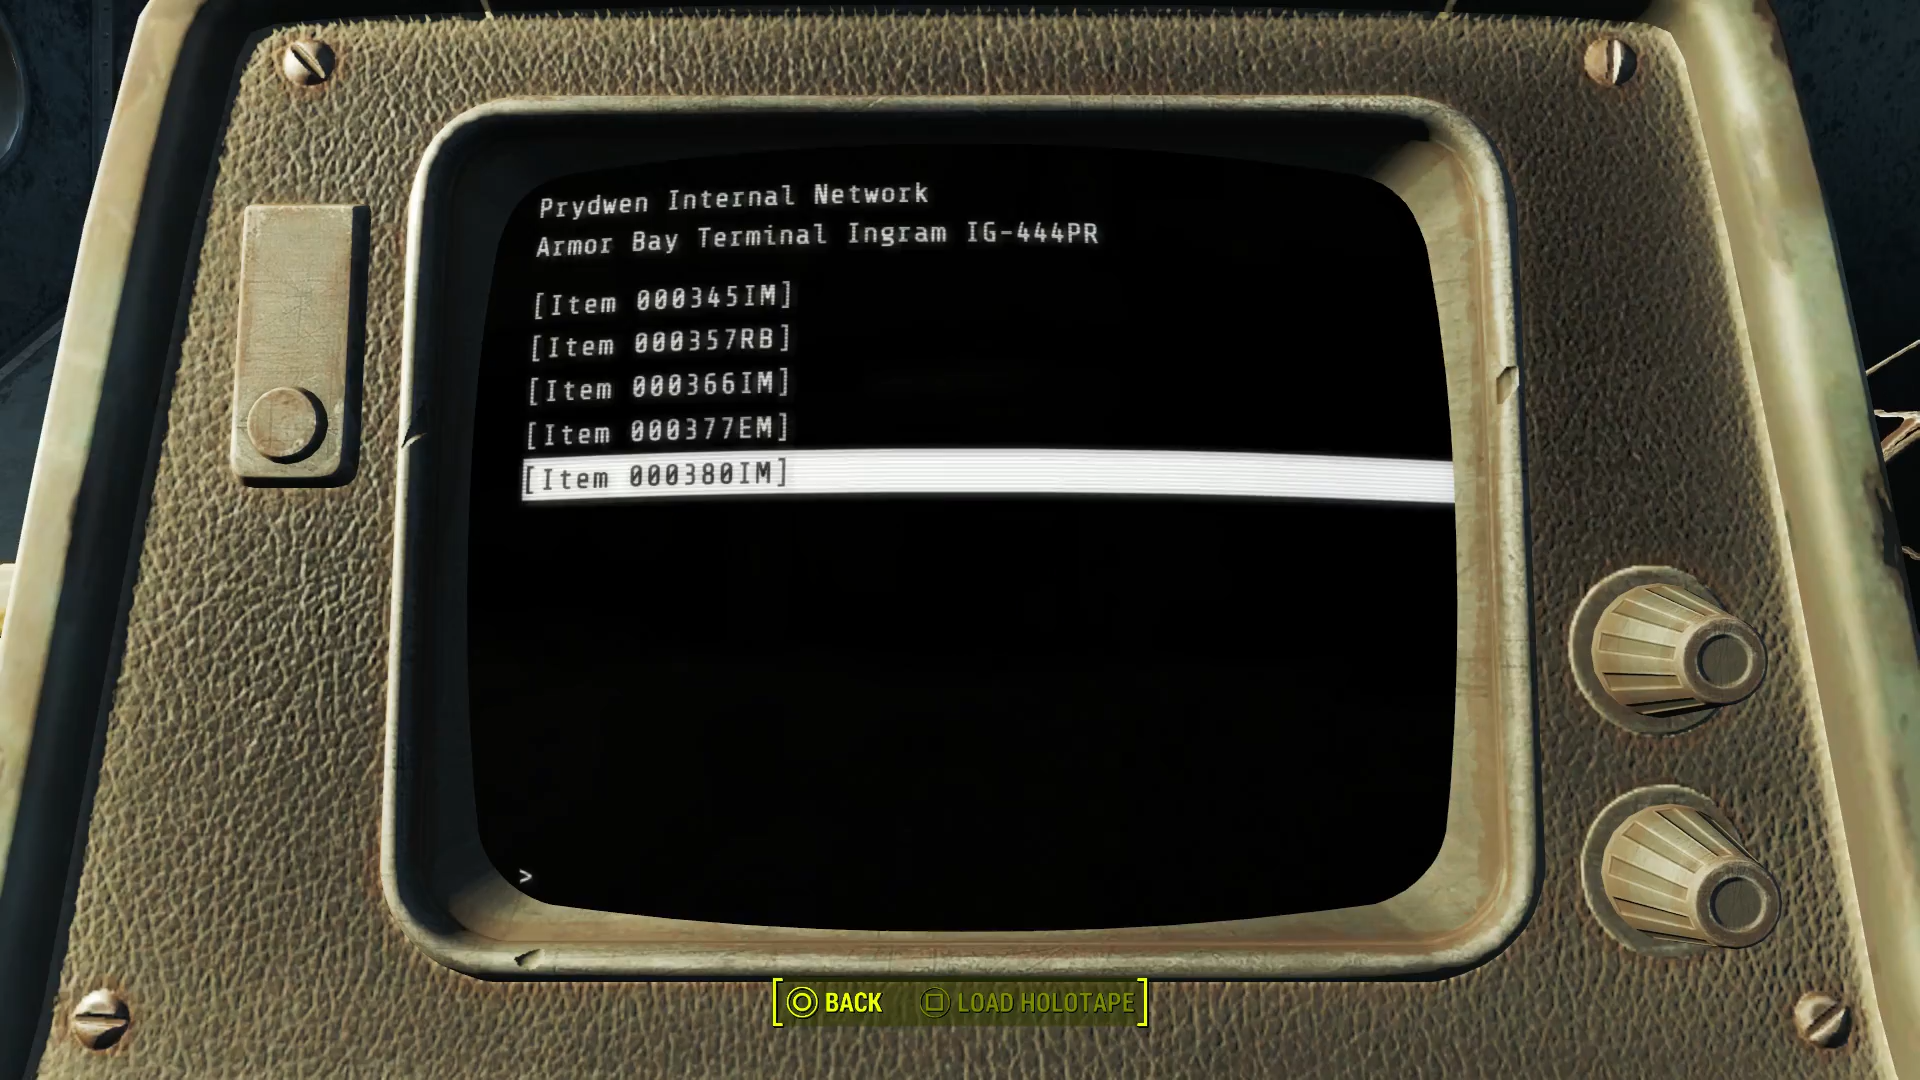 Prydwen Internal Network
Armor Bay Terminal Ingram IG-444PR
[Item 000345IM]
[Item 000357RB]
[Item 000366IM]
[Item 000377EM]
[Item 000380IM]
>
BACK LOAD HOLOTAPE